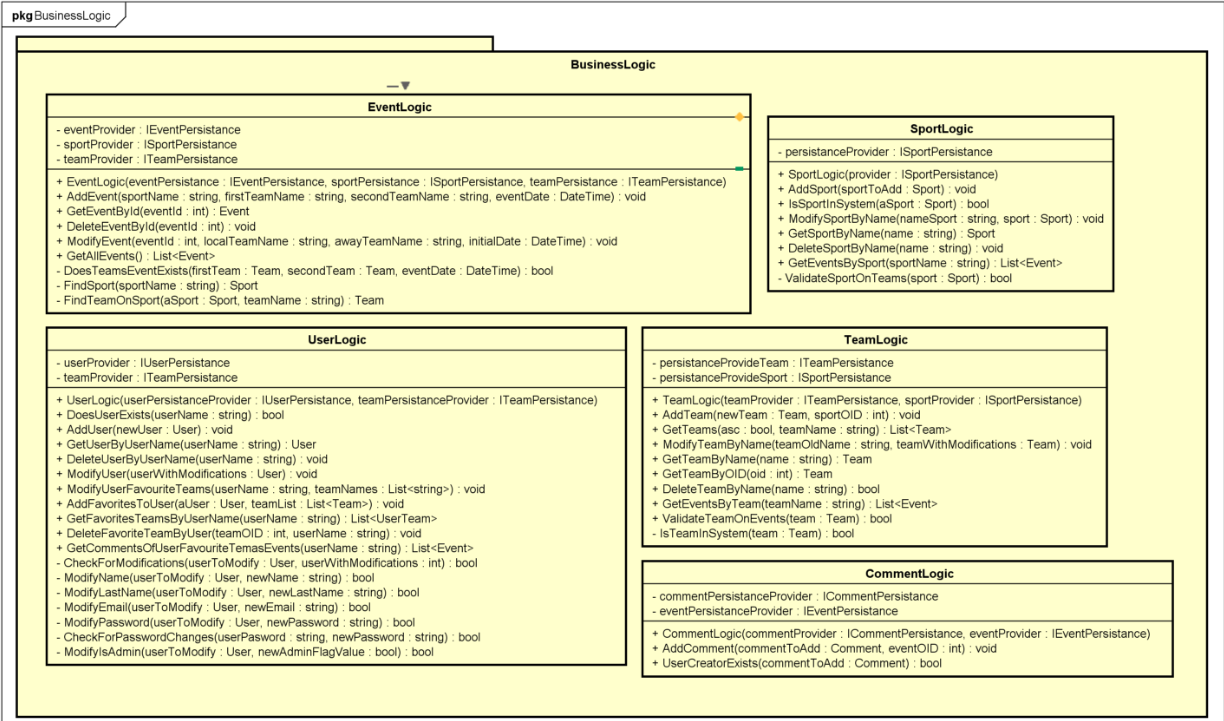 pkg BusinessLogic
BusinessLogic
EventLogic
- eventProvider : IEventPersistance
- sportProvider : ISportPersistance
- teamProvider : ITeamPersistance
+ EventLogic(eventPersistance : IEventPersistance, sportPersistance : ISportPersistance, teamPersistance : ITeamPersistance)
+ AddEvent(sportName : string, firstTeamName : string, secondTeamName : string, eventDate : DateTime) : void
+ GetEventById(eventId : int) : Event
+ DeleteEventById(eventId : int) : void
+ ModifyEvent(eventId : int, localTeamName : string, awayTeamName : string, initialDate : DateTime) : void
+ GetAllEvents() : List<Event>
- DoesTeamsEventExists(firstTeam : Team, secondTeam : Team, eventDate : DateTime) : bool
- FindSport(sportName : string) : Sport
- FindTeamOnSport(aSport : Sport, teamName : string) : Team
SportLogic
- persistanceProvider : ISportPersistance
+ SportLogic(provider : ISportPersistance)
+ AddSport(sportToAdd : Sport) : void
+ IsSportInSystem(aSport : Sport) : bool
+ ModifySportByName(nameSport : string, sport : Sport) : void
+ GetSportByName(name : string) : Sport
+ DeleteSportByName(name : string) : void
+ GetEventsBySport(sportName : string) : List<Event>
- ValidateSportOnTeams(sport : Sport) : bool
UserLogic
- userProvider : IUserPersistance
- teamProvider : ITeamPersistance
+ UserLogic(userPersistanceProvider : IUserPersistance, teamPersistanceProvider : ITeamPersistance)
+ DoesUserExists(userName : string) : bool
+ AddUser(newUser : User) : void
+ GetUserByUserName(userName : string) : User
+ DeleteUserByUserName(userName : string) : void
+ ModifyUser(userWithModifications : User) : void
+ ModifyUserFavouriteTeams(userName : string, teamNames : List<string>) : void
+ AddFavoritesToUser(aUser : User, teamList : List<Team>) : void
+ GetFavoritesTeamsByUserName(userName : string) : List<UserTeam>
+ DeleteFavoriteTeamByUser(teamOID : int, userName : string) : void
+ GetCommentsOfUserFavouriteTemasEvents(userName : string) : List<Event>
- CheckForModifications(userToModify : User, userWithModifications : int) : bool
- ModifyName(userToModify : User, newName : string) : bool
- ModifyLastName(userToModify : User, newLastName : string) : bool
- ModifyEmail(userToModify : User, newEmail : string) : bool
- ModifyPassword(userToModify : User, newPassword : string) : bool
- CheckForPasswordChanges(userPasword : string, newPassword : string) : bool
- ModifyIsAdmin(userToModify : User, newAdminFlagValue : bool) : bool
TeamLogic
- persistanceProvideTeam : ITeamPersistance
- persistanceProvideSport : ISportPersistance
+ TeamLogic(teamProvider : ITeamPersistance, sportProvider : ISportPersistance)
+ AddTeam(newTeam : Team, sportOID : int) : void
+ GetTeams(asc : bool, teamName : string) : List<Team>
+ ModifyTeamByName(teamOldName : string, teamWithModifications : Team) : void
+ GetTeamByName(name : string) : Team
+ GetTeamByOID(oid : int) : Team
+ DeleteTeamByName(name : string) : bool
+ GetEventsByTeam(teamName : string) : List<Event>
+ ValidateTeamOnEvents(team : Team) : bool
- IsTeamInSystem(team : Team) : bool
CommentLogic
- commentPersistanceProvider : ICommentPersistance
- eventPersistanceProvider : IEventPersistance
+ CommentLogic(commentProvider : ICommentPersistance, eventProvider : IEventPersistance)
+ AddComment(commentToAdd : Comment, eventOID : int) : void
+ UserCreatorExists(commentToAdd : Comment) : bool